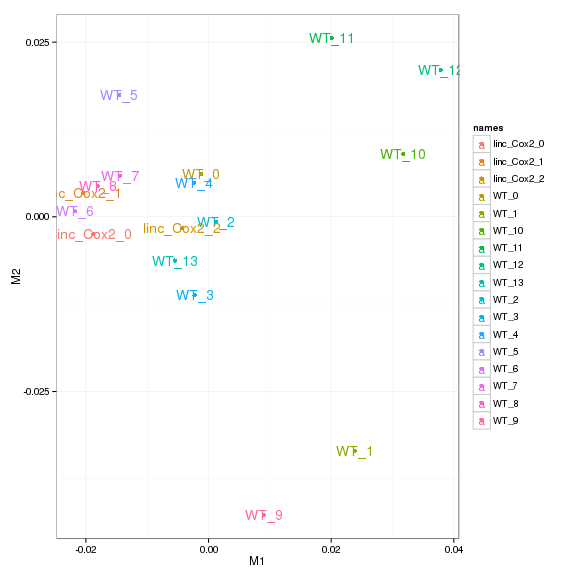 0.025
WT_11
WT_12
WT_5
WT_10
WT_7
WT_0
WT_8
WT_4
c_Cox2_1
WT_6
0.000
WT_2
linc_Cox2_2
inc_Cox2_0
WT_13
WT_3
-0.025
WT_1
WT_9
M2
-0.02
0.00
0.02
0.04
M1
names
a linc_Cox2_0
a linc_Cox2_1
a linc_Cox2_2
a WT_0
a WT_1
a WT_10
a WT_11
a WT_12
a WT_13
a WT_2
a WT_3
a WT_4
a WT_5
a WT_6
a WT_7
a WT_8
a WT_9